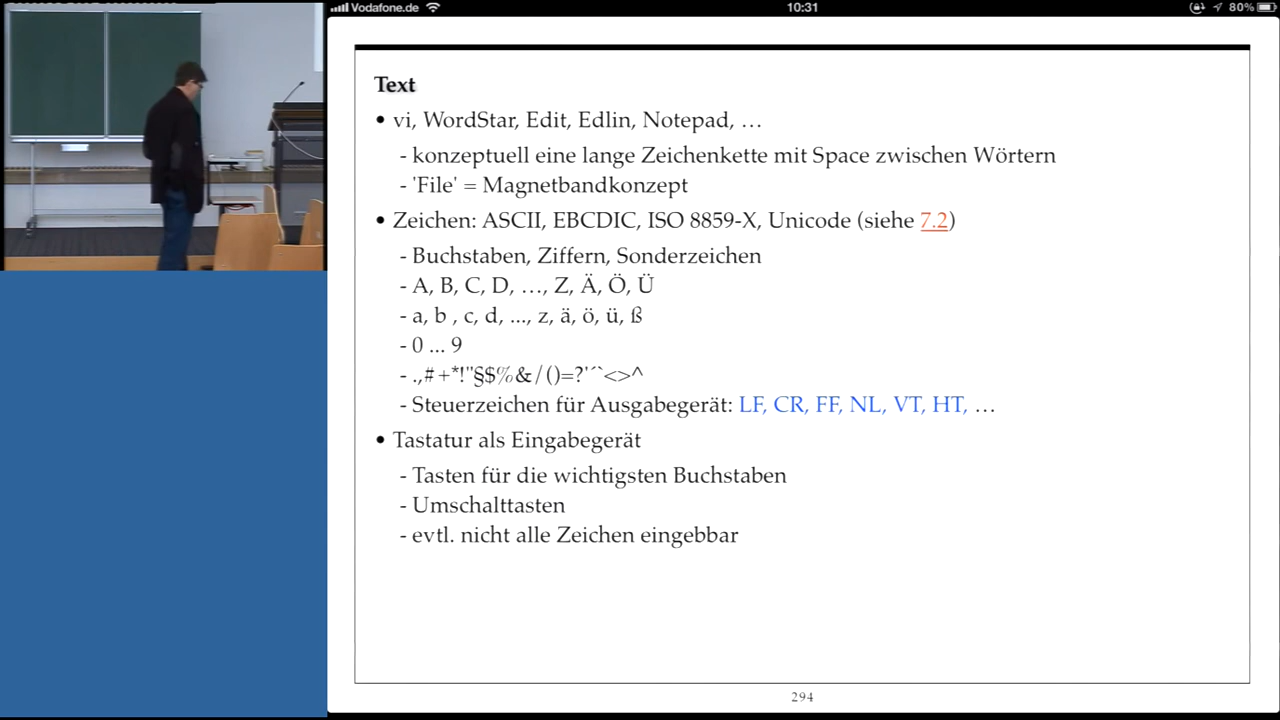 Vodafone.de
10:31
80%
Text
• vi, WordStar, Edit, Edlin, Notepad, …
- konzeptuell eine lange Zeichenkette mit Space zwischen Wörtern
- 'File' = Magnetbandkonzept
• Zeichen: ASCII, EBCDIC, ISO 8859-X, Unicode (siehe 7.2)
- Buchstaben, Ziffern, Sonderzeichen
- A, B, C, D, …, Z, Ä, Ö, Ü
- a, b , c, d, ..., z, ä, ö, ü, ß
- 0 ... 9
- .,#+*!"§$%&/()=?'´`<>^
- Steuerzeichen für Ausgabegerät: LF, CR, FF, NL, VT, HT, …
• Tastatur als Eingabegerät
- Tasten für die wichtigsten Buchstaben
- Umschalttasten
- evtl. nicht alle Zeichen eingebbar
294